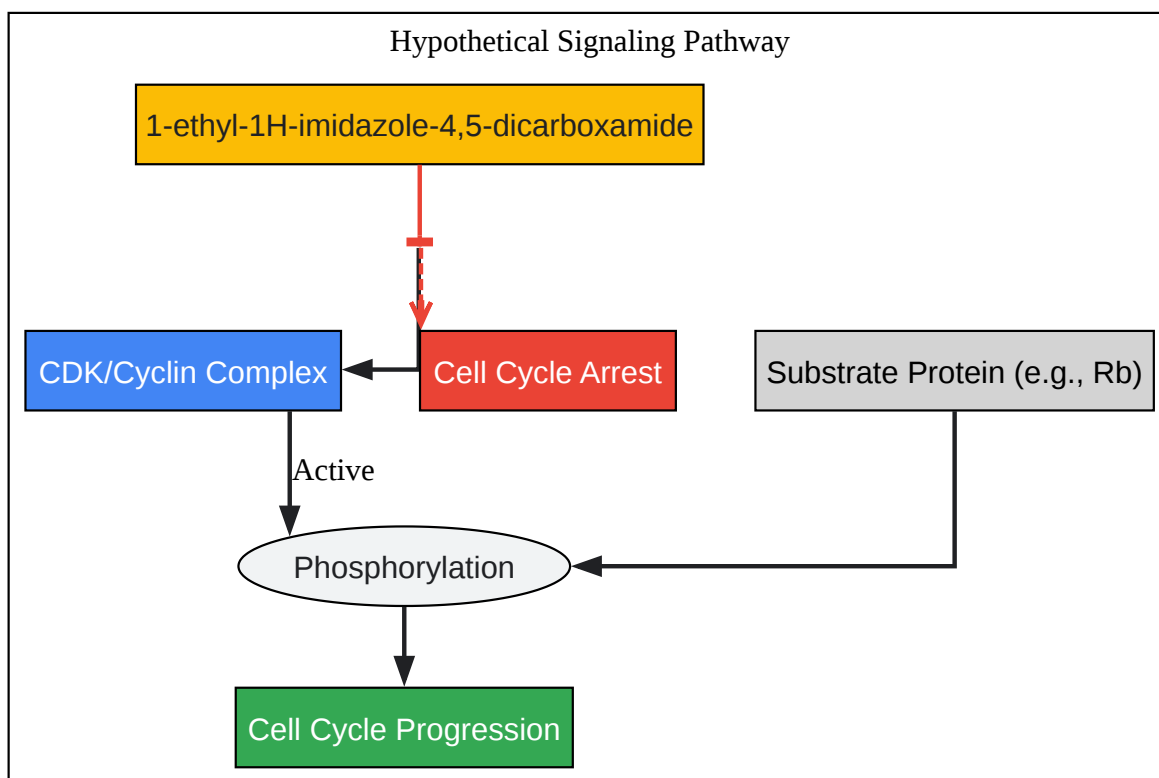 Hypothetical Signaling Pathway
1-ethyl-1H-imidazole-4,5-dicarboxamide
CDK/Cyclin Complex
Cell Cycle Arrest
Substrate Protein (e.g., Rb)
Active
Phosphorylation
Cell Cycle Progression